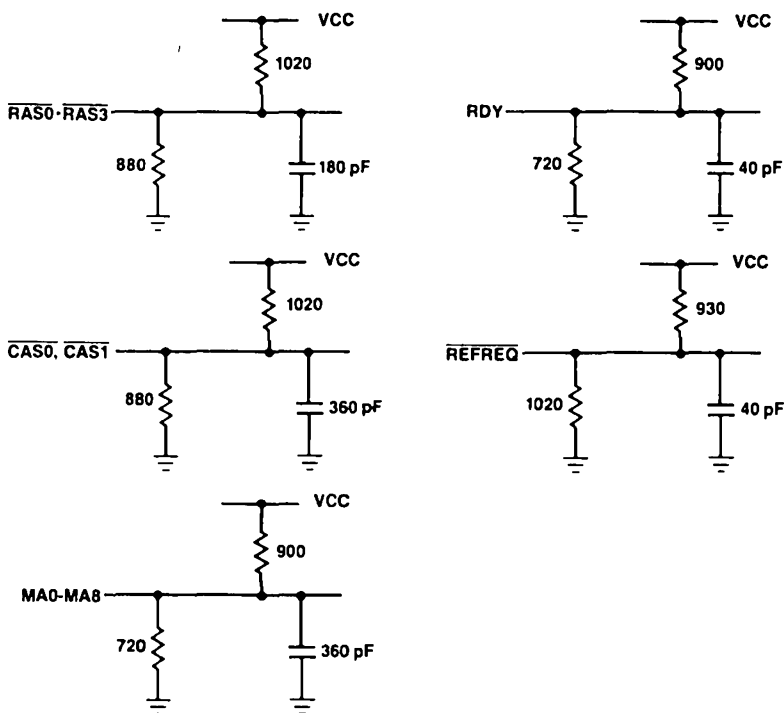 VCC
1020
RAS0·RAS3
880
180 pF
VCC
900
RDY
720
40 pF
VCC
1020
CAS0, CAS1
880
360 pF
VCC
930
REFREQ
1020
40 pF
VCC
900
MA0-MA8
720
360 pF